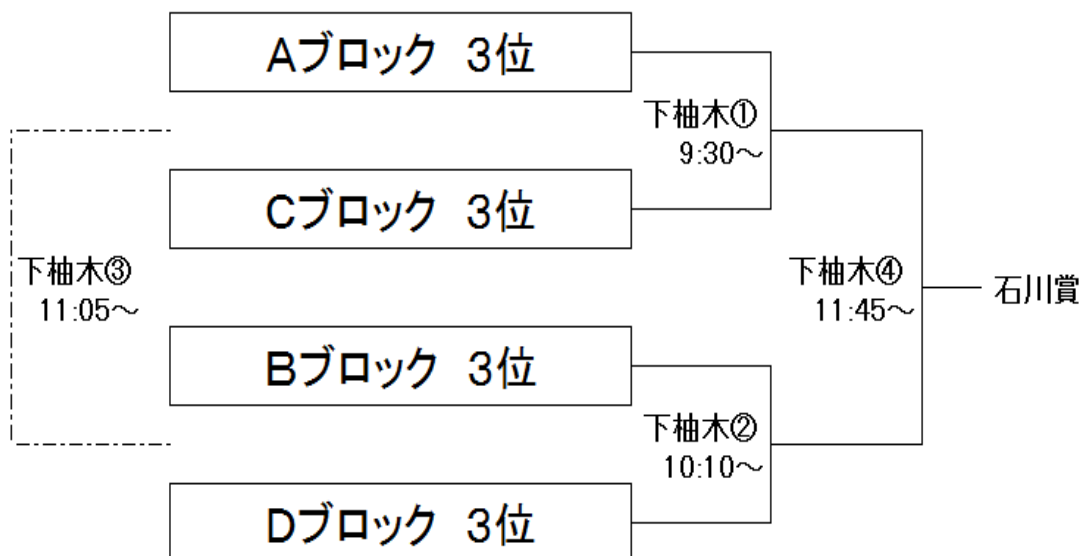 Aブロック 3位
下柚木①
9:30～
Cブロック 3位
下柚木③
11:05～
下柚木④
11:45～
石川賞
Bブロック 3位
下柚木②
10:10～
Dブロック 3位